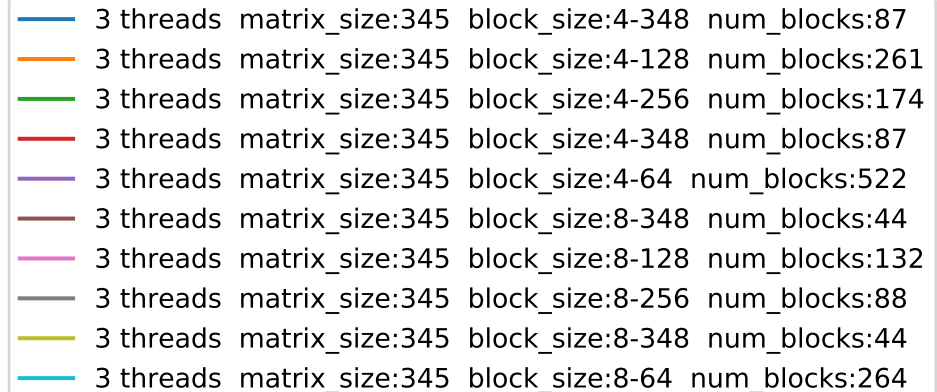 3 threads  matrix_size:345  block_size:4-348  num_blocks:87
3 threads  matrix_size:345  block_size:4-128  num_blocks:261
3 threads  matrix_size:345  block_size:4-256  num_blocks:174
3 threads  matrix_size:345  block_size:4-348  num_blocks:87
3 threads  matrix_size:345  block_size:4-64  num_blocks:522
3 threads  matrix_size:345  block_size:8-348  num_blocks:44
3 threads  matrix_size:345  block_size:8-128  num_blocks:132
3 threads  matrix_size:345  block_size:8-256  num_blocks:88
3 threads  matrix_size:345  block_size:8-348  num_blocks:44
3 threads  matrix_size:345  block_size:8-64  num_blocks:264